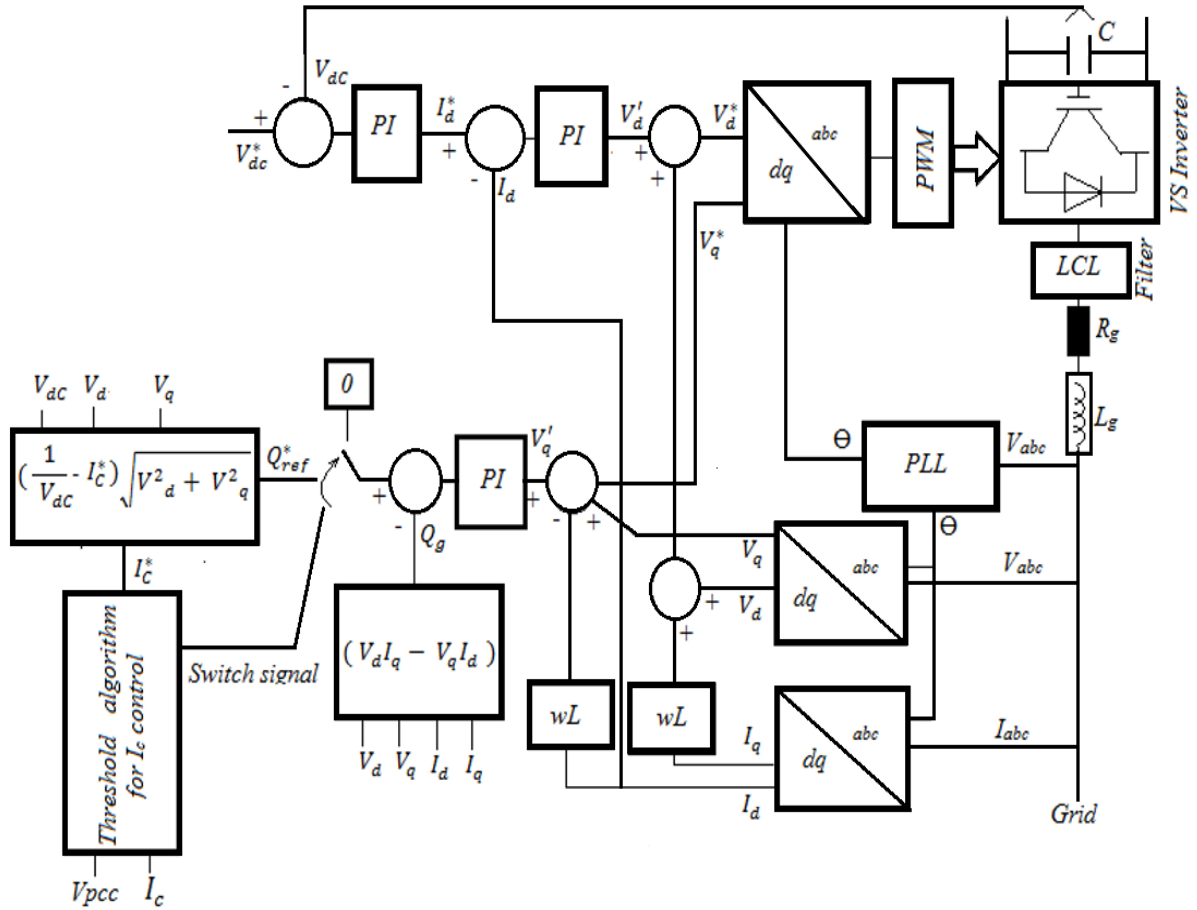 C
V_dC
-
+
V*_dc
PI
I*_d
+
-
I_d
PI
V'_d
+
+
V*_d
abc
dq
PWM
VS Inverter
V*_q
LCL
Filter
R_g
L_g
0
V_dC V_d V_q
(1/V_dC - I*_C) √(V²_d + V²_q)
Q*_ref
+
-
Q_g
PI
V'_q
+
-
+
Θ
PLL
V_abc
Θ
I*_C
Threshold algorithm
for I_c control
Switch signal
(V_d I_q − V_q I_d)
V_d V_q I_d I_q
V_q
V_d
+
+
abc
dq
V_abc
wL
wL
I_q
I_d
abc
dq
I_abc
Grid
Vpcc I_c